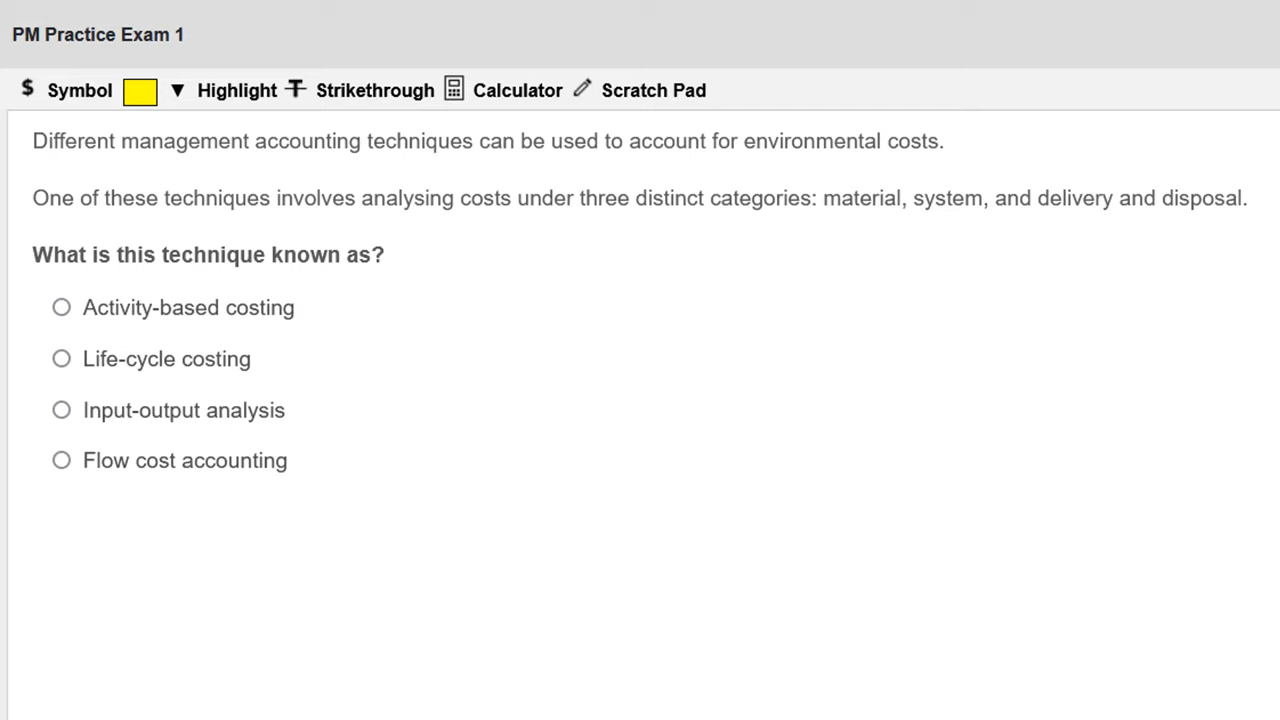 PM Practice Exam 1
$ Symbol ▼ Highlight T Strikethrough Calculator Scratch Pad
Different management accounting techniques can be used to account for environmental costs.
One of these techniques involves analysing costs under three distinct categories: material, system, and delivery and disposal.
What is this technique known as?
Activity-based costing
Life-cycle costing
Input-output analysis
Flow cost accounting